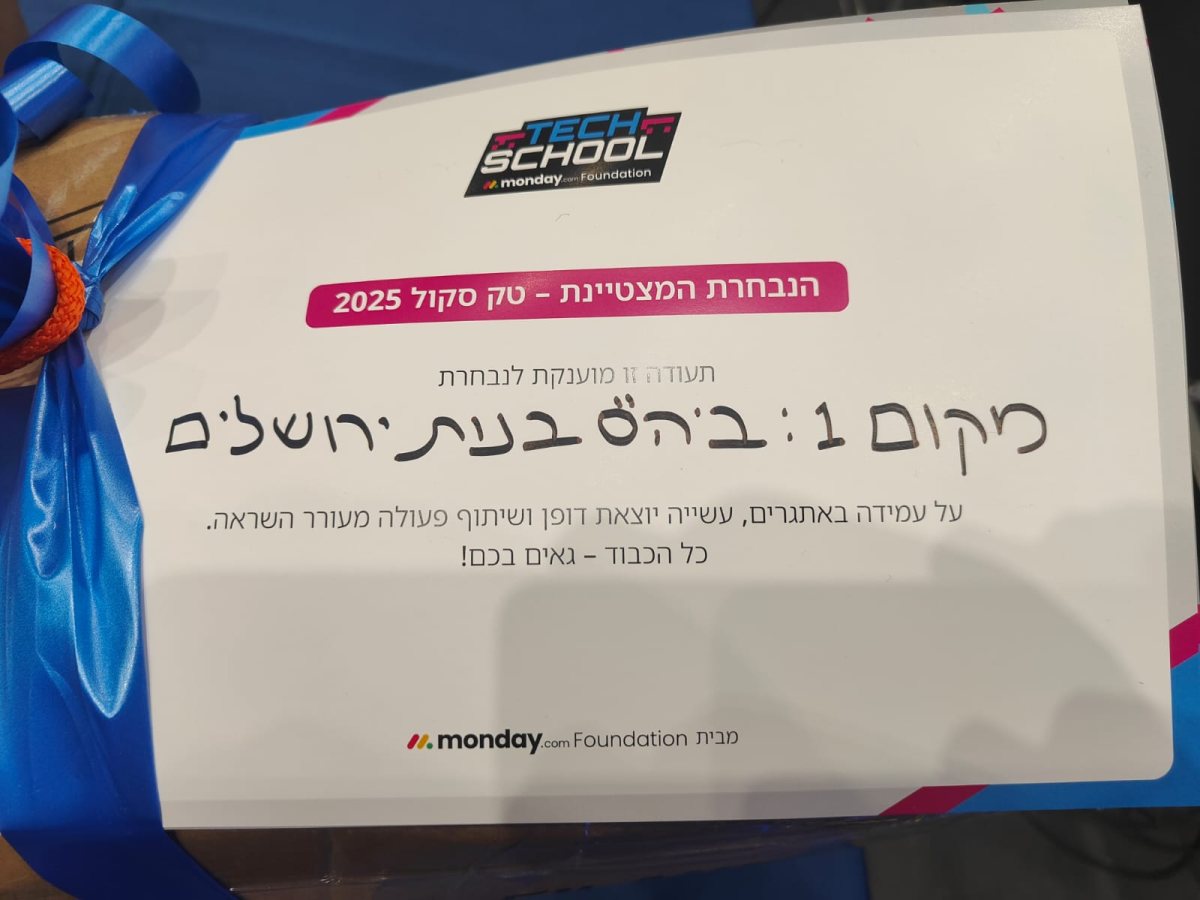 TECH
SCHOOL
monday.com Foundation
הנבחרת המצטיינת – טק סקול 2025
תעודה זו מוענקת לנבחרת
מקום 1: ביה"ס בנות ירושלים
על עמידה באתגרים, עשייה יוצאת דופן ושיתוף פעולה מעורר השראה.
כל הכבוד – גאים בכם!
מבית monday.com Foundation